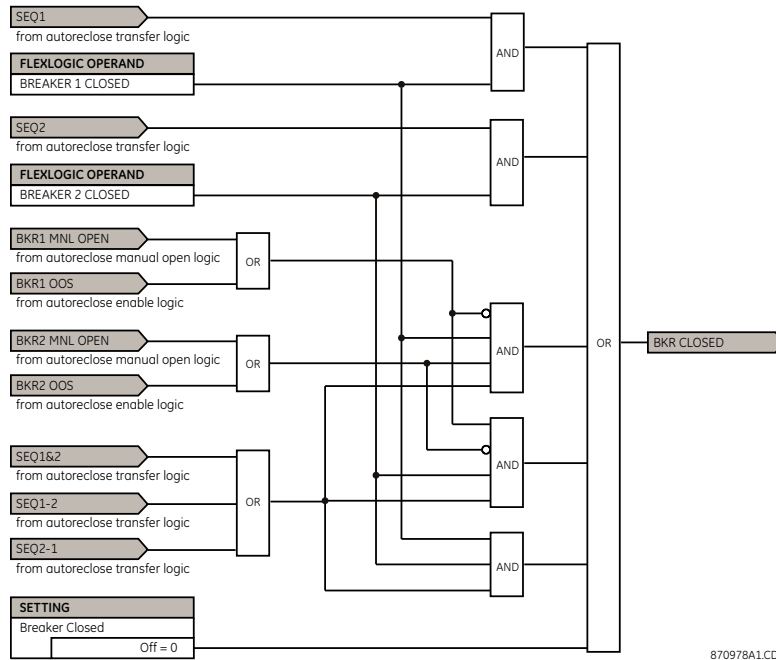 SEQ1
from autoreclose transfer logic
FLEXLOGIC OPERAND
BREAKER 1 CLOSED
AND
SEQ2
from autoreclose transfer logic
AND
FLEXLOGIC OPERAND
BREAKER 2 CLOSED
BKR1 MNL OPEN
from autoreclose manual open logic
OR
BKR1 OOS
from autoreclose enable logic
BKR2 MNL OPEN
from autoreclose manual open logic
OR
BKR2 OOS
from autoreclose enable logic
AND
OR
BKR CLOSED
SEQ1&2
from autoreclose transfer logic
AND
SEQ1-2
from autoreclose transfer logic
OR
SEQ2-1
from autoreclose transfer logic
AND
SETTING
Breaker Closed
Off = 0
870978A1.CD